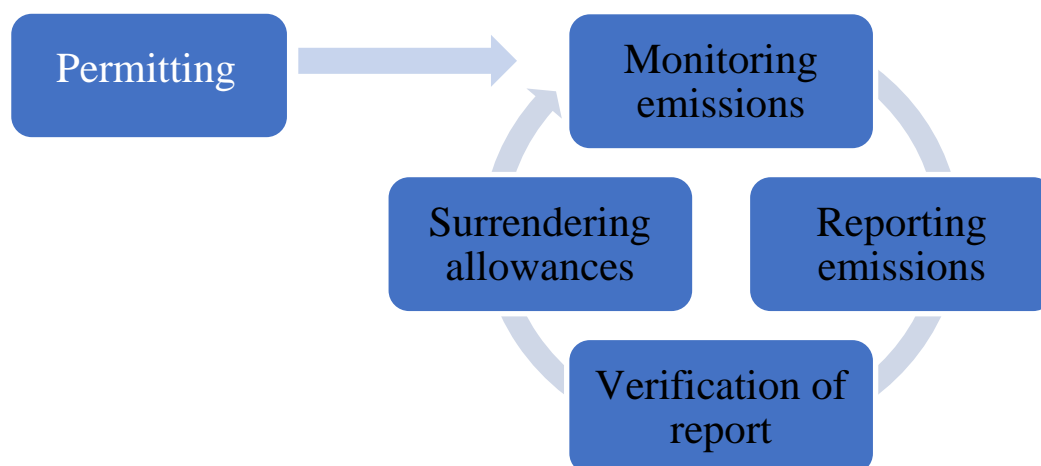 Permitting
Monitoring
emissions
Surrendering
allowances
Reporting
emissions
Verification of
report